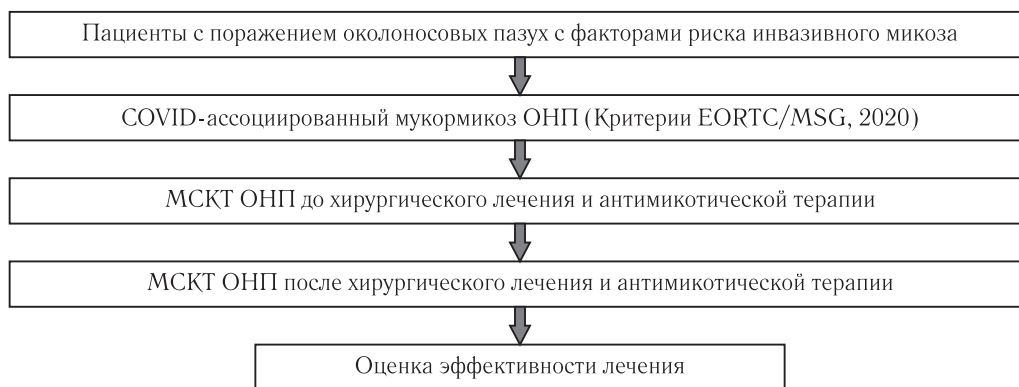 Пациенты с поражением околоносовых пазух с факторами риска инвазивного микоза
COVID-ассоциированный мукормикоз ОНП (Критерии EORTC/MSG, 2020)
МСКТ ОНП до хирургического лечения и антимикотической терапии
МСКТ ОНП после хирургического лечения и антимикотической терапии
Оценка эффективности лечения